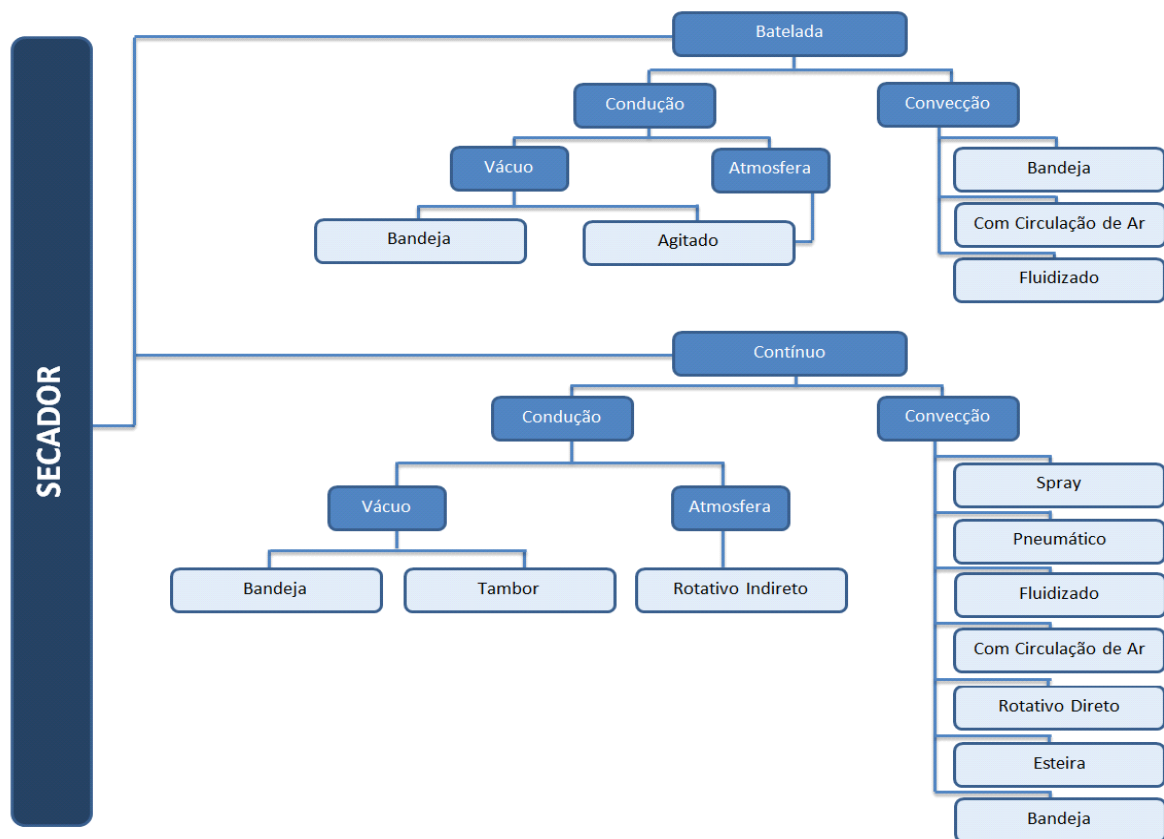 SECADOR
Batelada
Condução
Convecção
Vácuo
Atmosfera
Bandeja
Agitado
Bandeja
Com Circulação de Ar
Fluidizado
Contínuo
Condução
Convecção
Vácuo
Atmosfera
Bandeja
Tambor
Rotativo Indireto
Spray
Pneumático
Fluidizado
Com Circulação de Ar
Rotativo Direto
Esteira
Bandeja